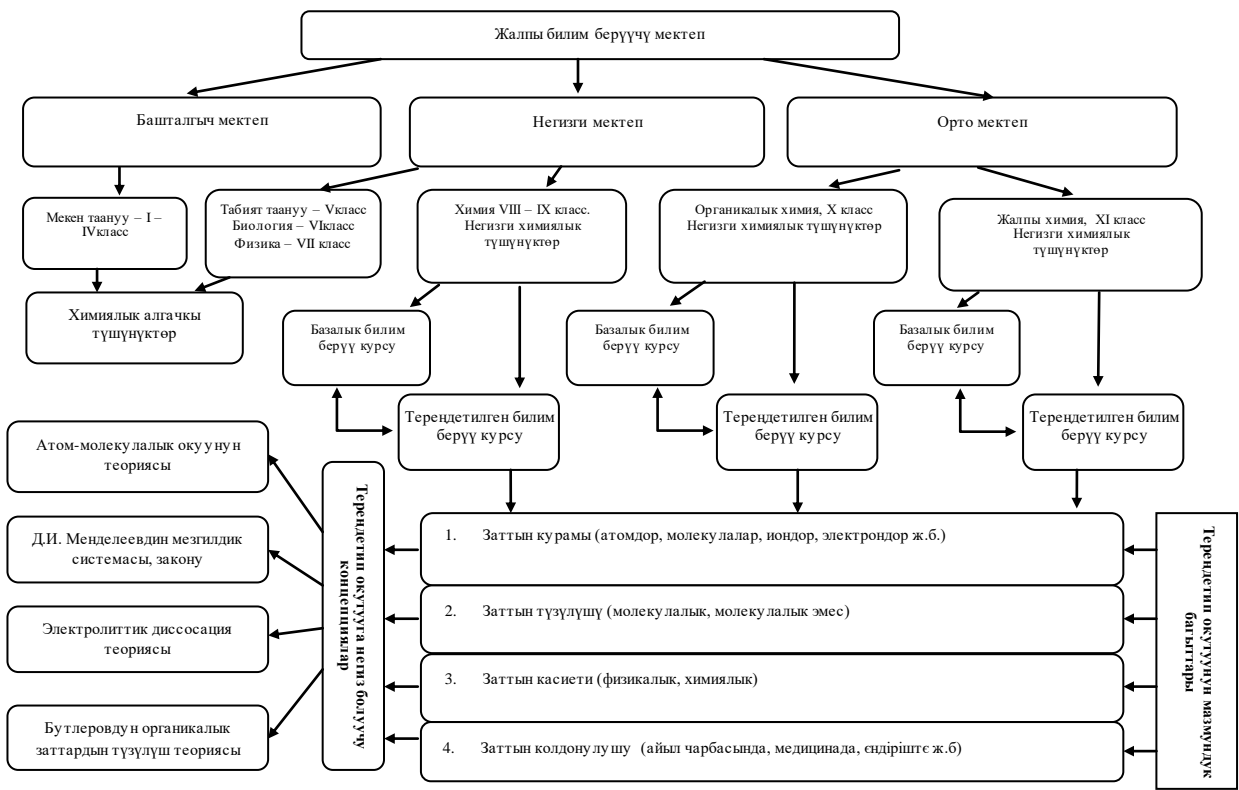 Жалпы билим берүүчү мектеп
Башталгыч мектеп
Негизги мектеп
Орто мектеп
Мекен таануу – I –
IVкласс
Табият таануу – Vкласс
Биология – VIкласс
Физика – VII класс
Химия VIII – IX класс.
Негизги химиялык
түшүнүктөр
Органикалык химия, X класс
Негизги химиялык түшүнүктөр
Жалпы химия, XI класс
Негизги химиялык
түшүнүктөр
Химиялык алгачкы
түшүнүктөр
Базалык билим
берүү курсу
Базалык билим
берүү курсу
Базалык билим
берүү курсу
Тереңдетилген билим
берүү курсу
Тереңдетилген билим
берүү курсу
Тереңдетилген билим
берүү курсу
Атом-молекулалык окуунун
теориясы
Д.И. Менделеевдин мезгилдик
системасы, закону
Электролиттик диссосация
теориясы
Бутлеровдун органикалык
заттардын түзүлүш теориясы
Тереңдетип окутууга негиз болуучу
концепциялар
1. Заттын курамы (атомдор, молекулалар, иондор, электрондор ж.б.)
2. Заттын түзүлүшү (молекулалык, молекулалык эмес)
3. Заттын касиети (физикалык, химиялык)
4. Заттын колдонулушу (айыл чарбасында, медицинада, єндірїштє ж.б)
Тереңдетип окутуунун мазмундук
багыттары